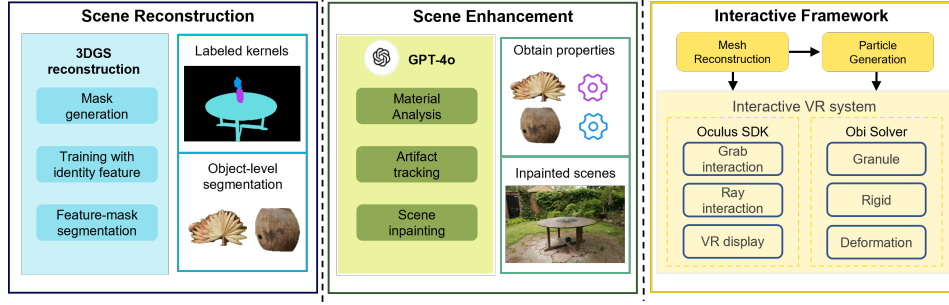 Scene Reconstruction
3DGS
reconstruction
Mask
generation
Training with
identity feature
Feature-mask
segmentation
Labeled kernels
Object-level
segmentation
Scene Enhancement
GPT-4o
Material
Analysis
Artifact
tracking
Scene
inpainting
Obtain properties
Inpainted scenes
Interactive Framework
Mesh
Reconstruction
Particle
Generation
Interactive VR system
Oculus SDK
Grab
interaction
Ray
interaction
VR display
Obi Solver
Granule
Rigid
Deformation